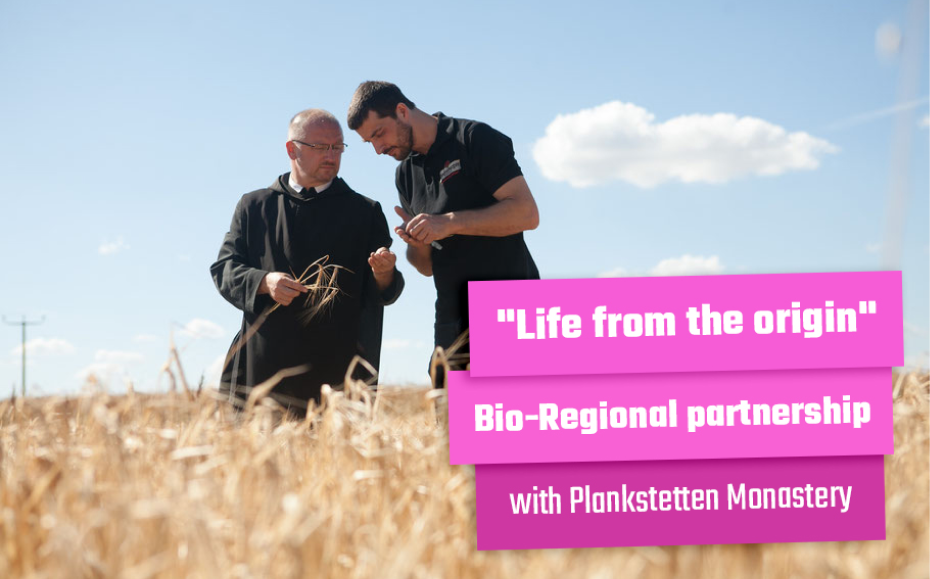 "Life from the origin"
Bio-Regional partnership
with Plankstetten Monastery